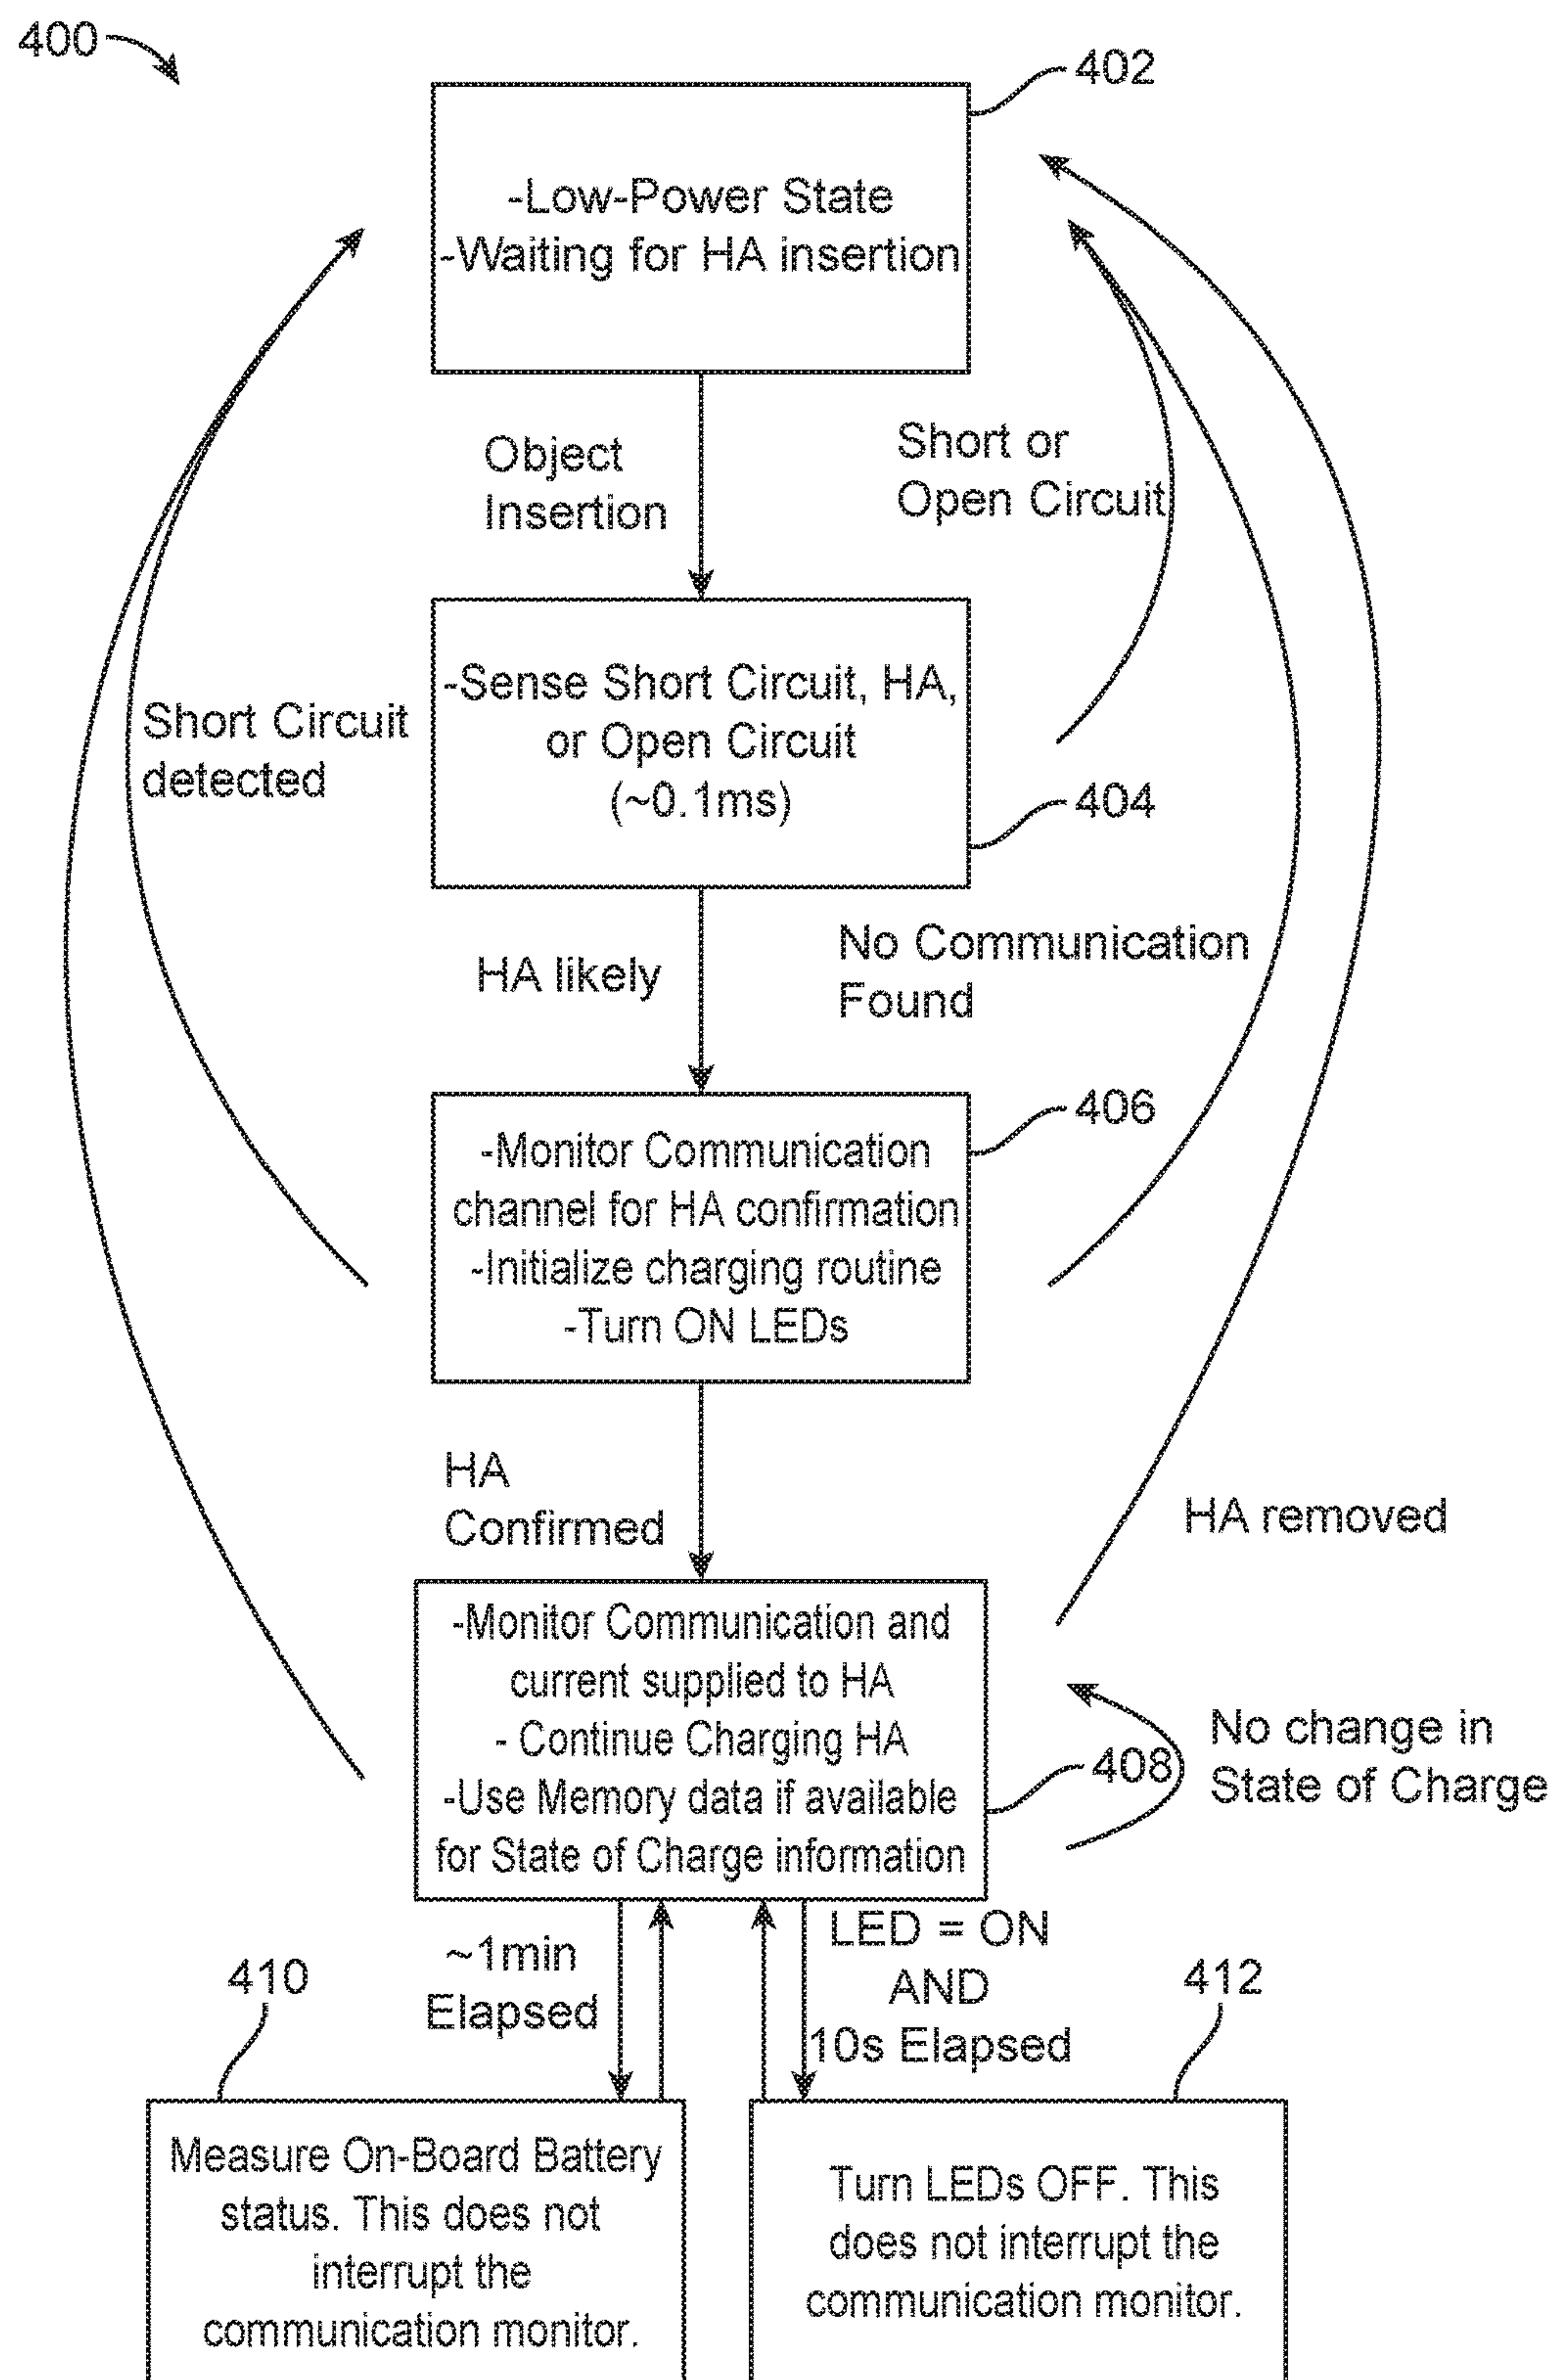 400
402
-Low-Power State
-Waiting for HA insertion
Object
Insertion
Short or
Open Circuit
-Sense Short Circuit, HA,
or Open Circuit
(~0.1ms)
404
Short Circuit
detected
HA likely
No Communication
Found
406
-Monitor Communication
channel for HA confirmation
-Initialize charging routine
-Turn ON LEDs
HA
Confirmed
HA removed
-Monitor Communication and
current supplied to HA
- Continue Charging HA
-Use Memory data if available
for State of Charge information
408
No change in
State of Charge
~1min
Elapsed
LED = ON
AND
10s Elapsed
410
412
Measure On-Board Battery
status. This does not
interrupt the
communication monitor.
Turn LEDs OFF. This
does not interrupt the
communication monitor.